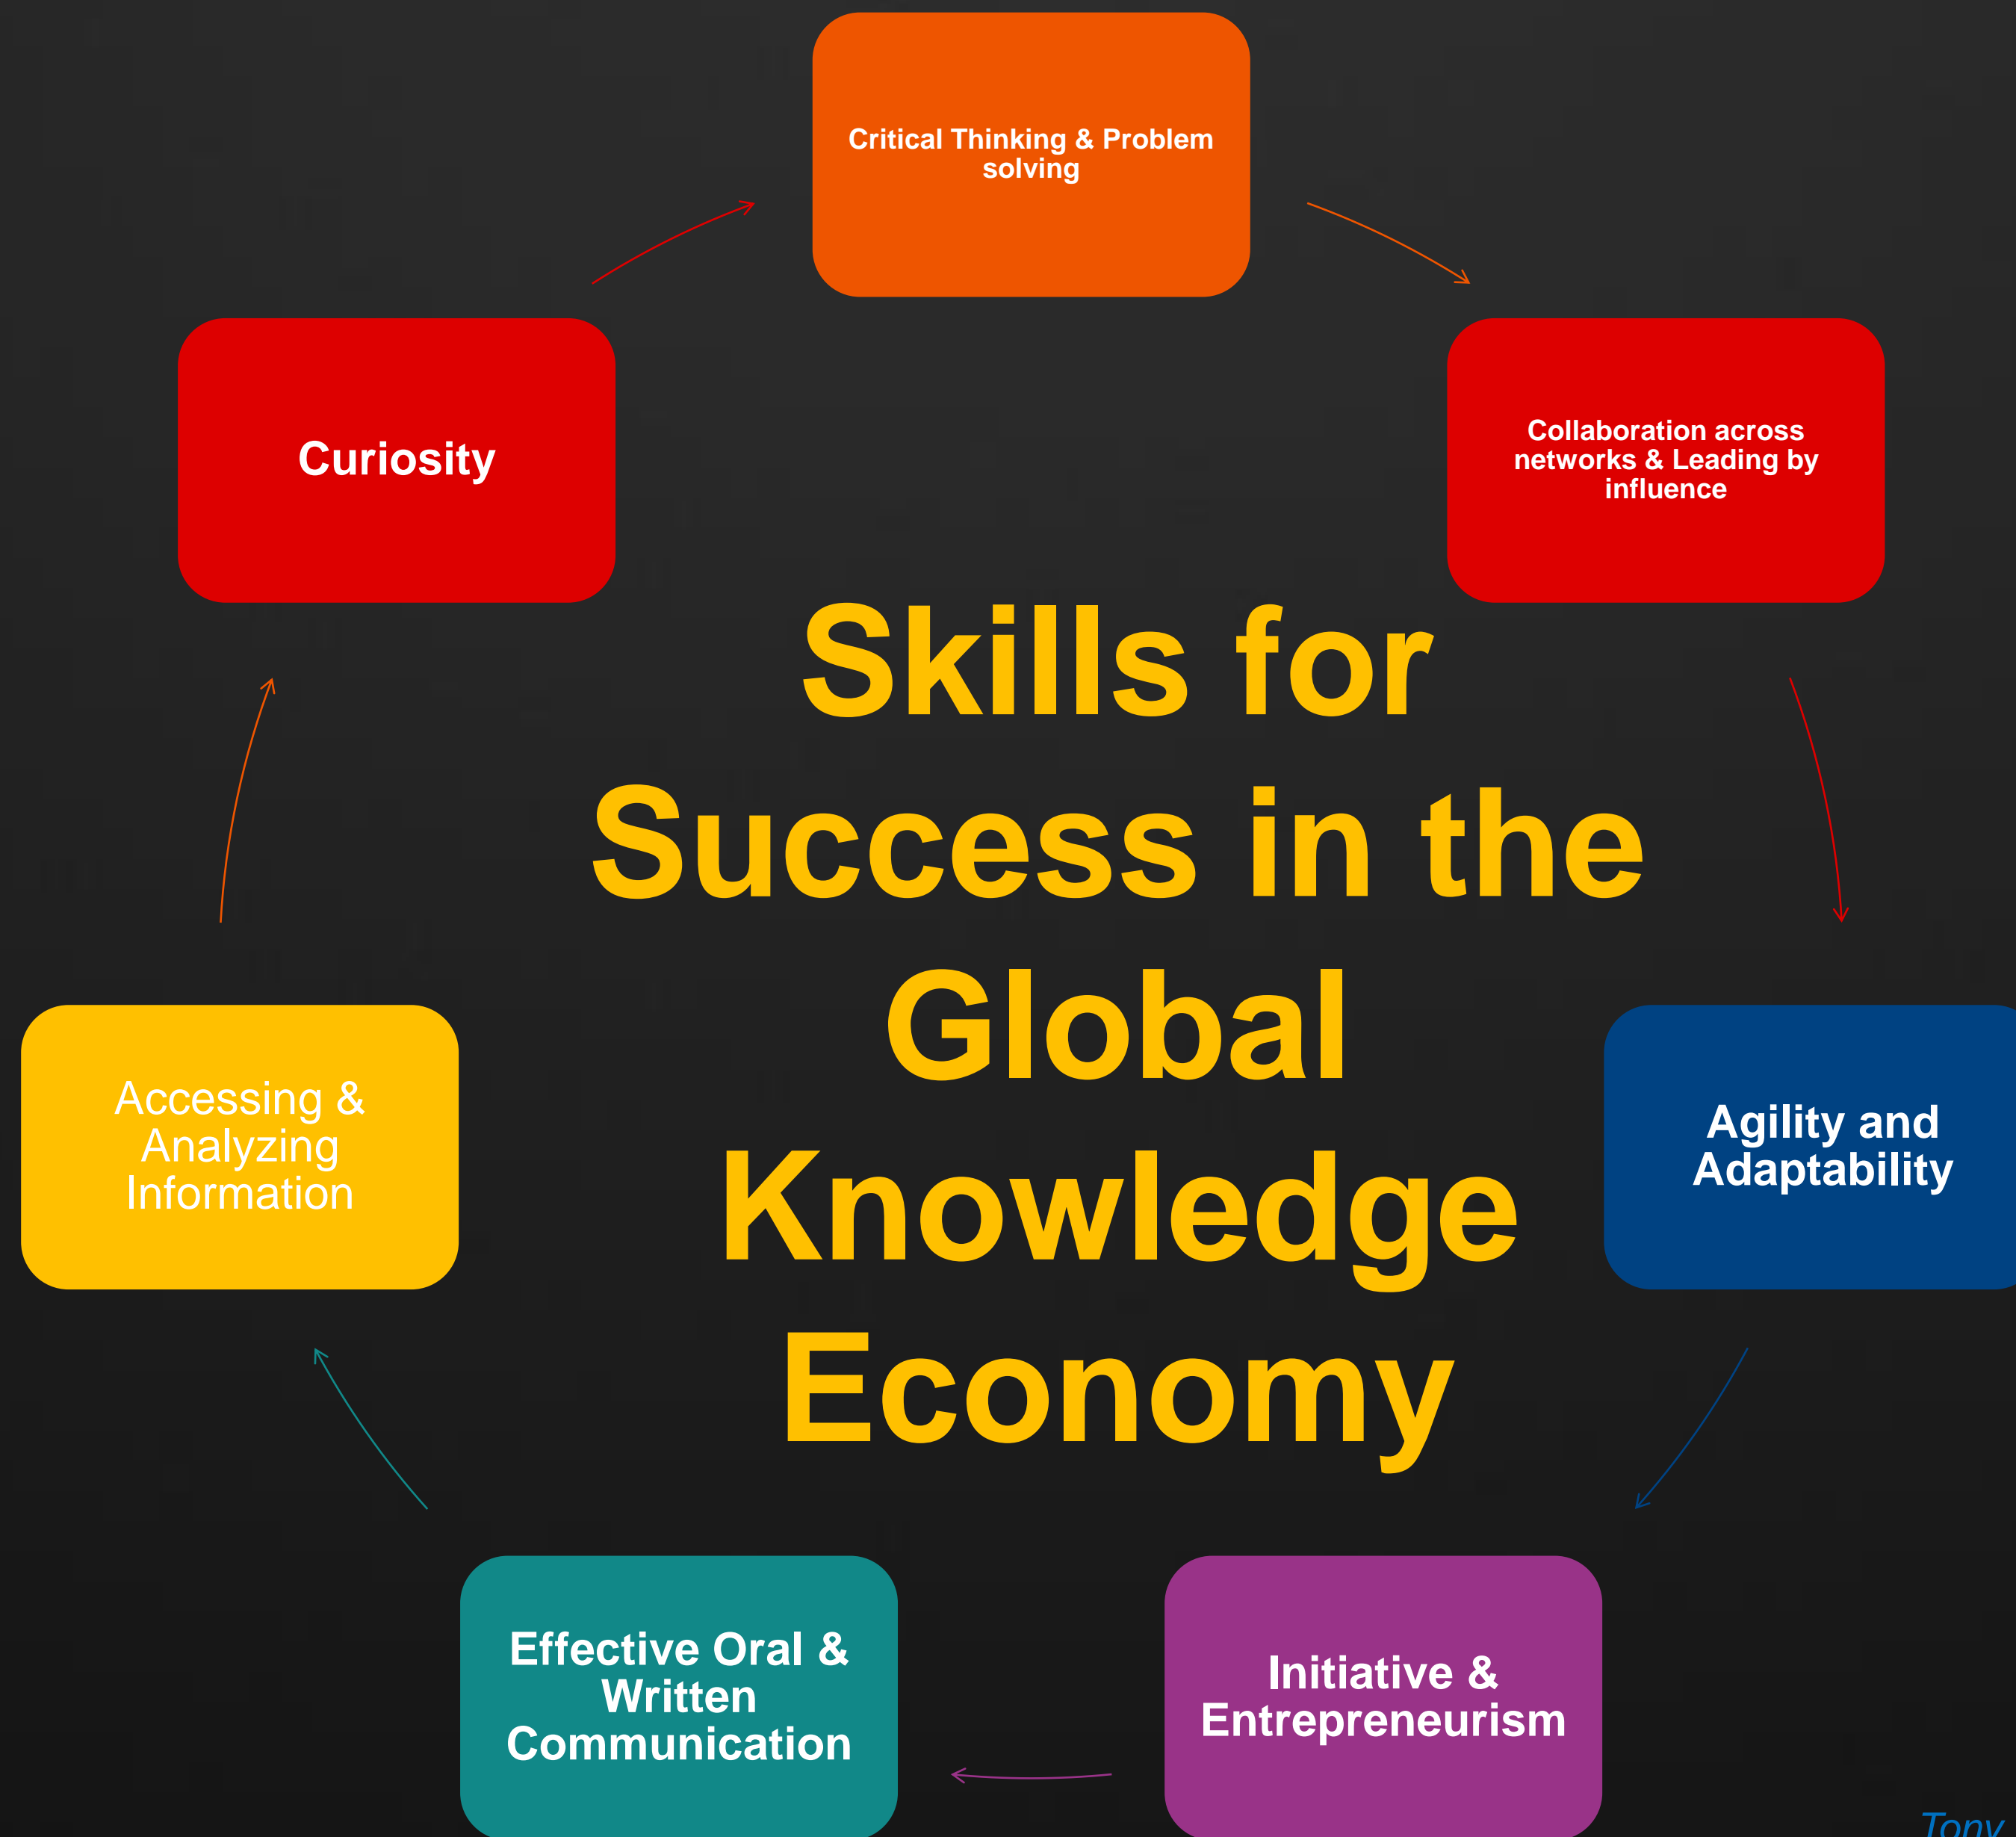 Critical Thinking & Problem
solving
Curiosity
Collaboration across
networks & Leading by
influence
Skills for
Success in the
Global
Knowledge
Economy
Accessing &
Analyzing
Information
Agility and
Adaptability
Effective Oral &
Written
Communication
Initiative &
Entrepreneurism
Tony